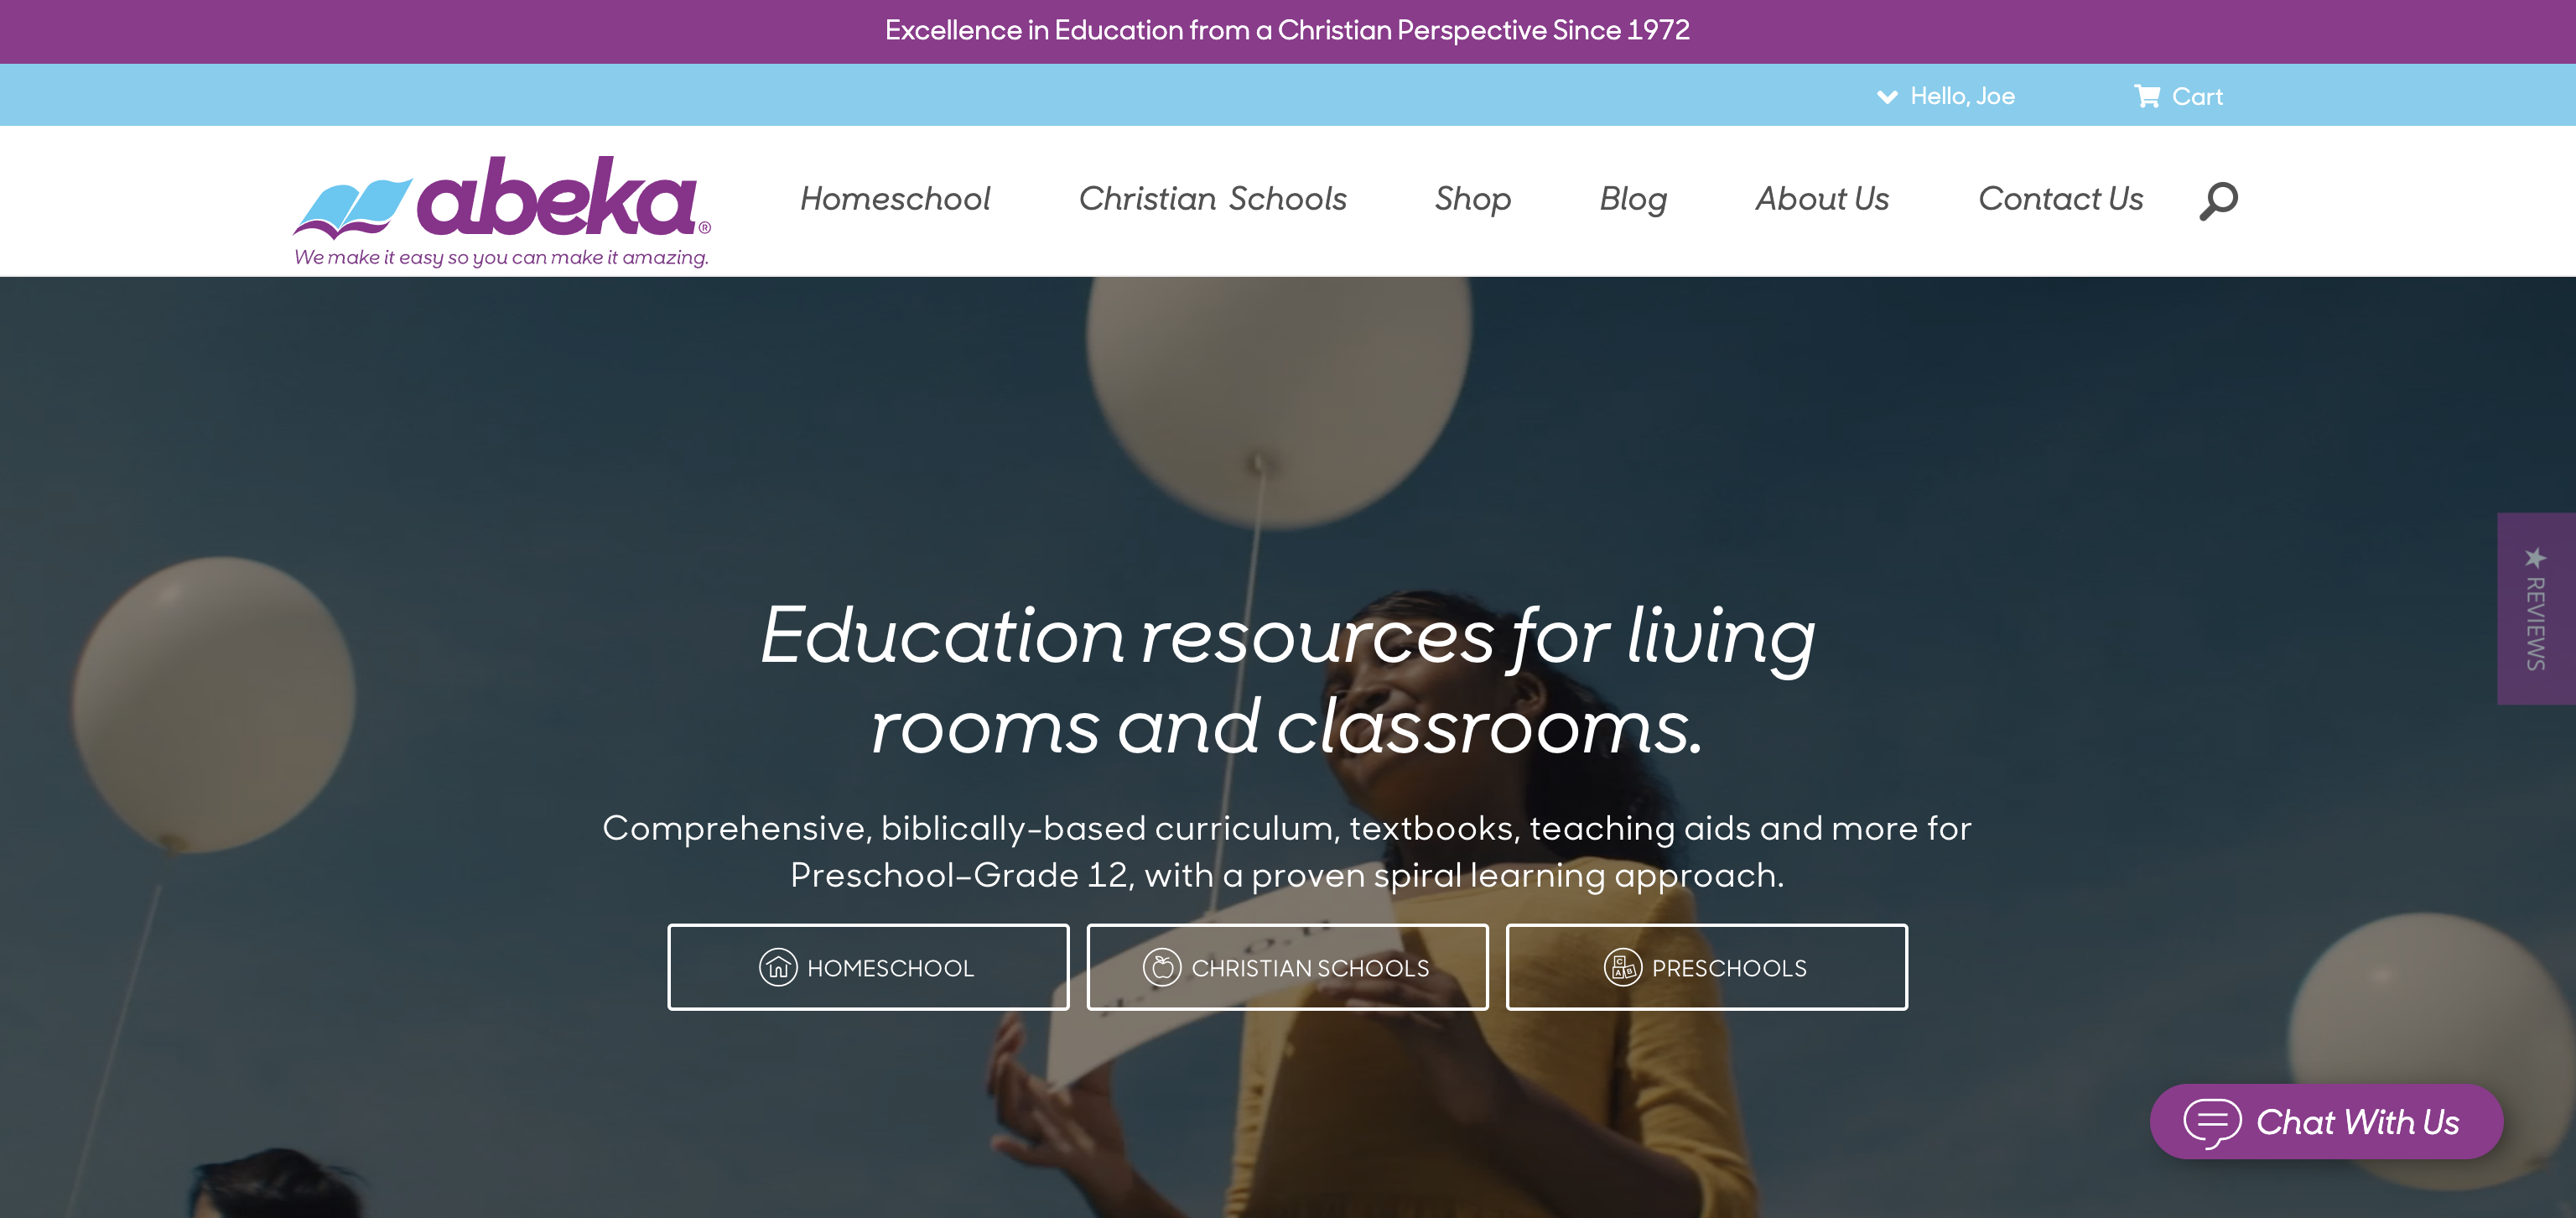 Excellence in Education from a Christian Perspective Since 1972
Hello, Joe
Cart
abeka®
We make it easy so you can make it amazing.
Homeschool
Christian Schools
Shop
Blog
About Us
Contact Us
Education resources for living
rooms and classrooms.
Comprehensive, biblically-based curriculum, textbooks, teaching aids and more for
Preschool–Grade 12, with a proven spiral learning approach.
HOMESCHOOL
CHRISTIAN SCHOOLS
CAB PRESCHOOLS
★ REVIEWS
Chat With Us